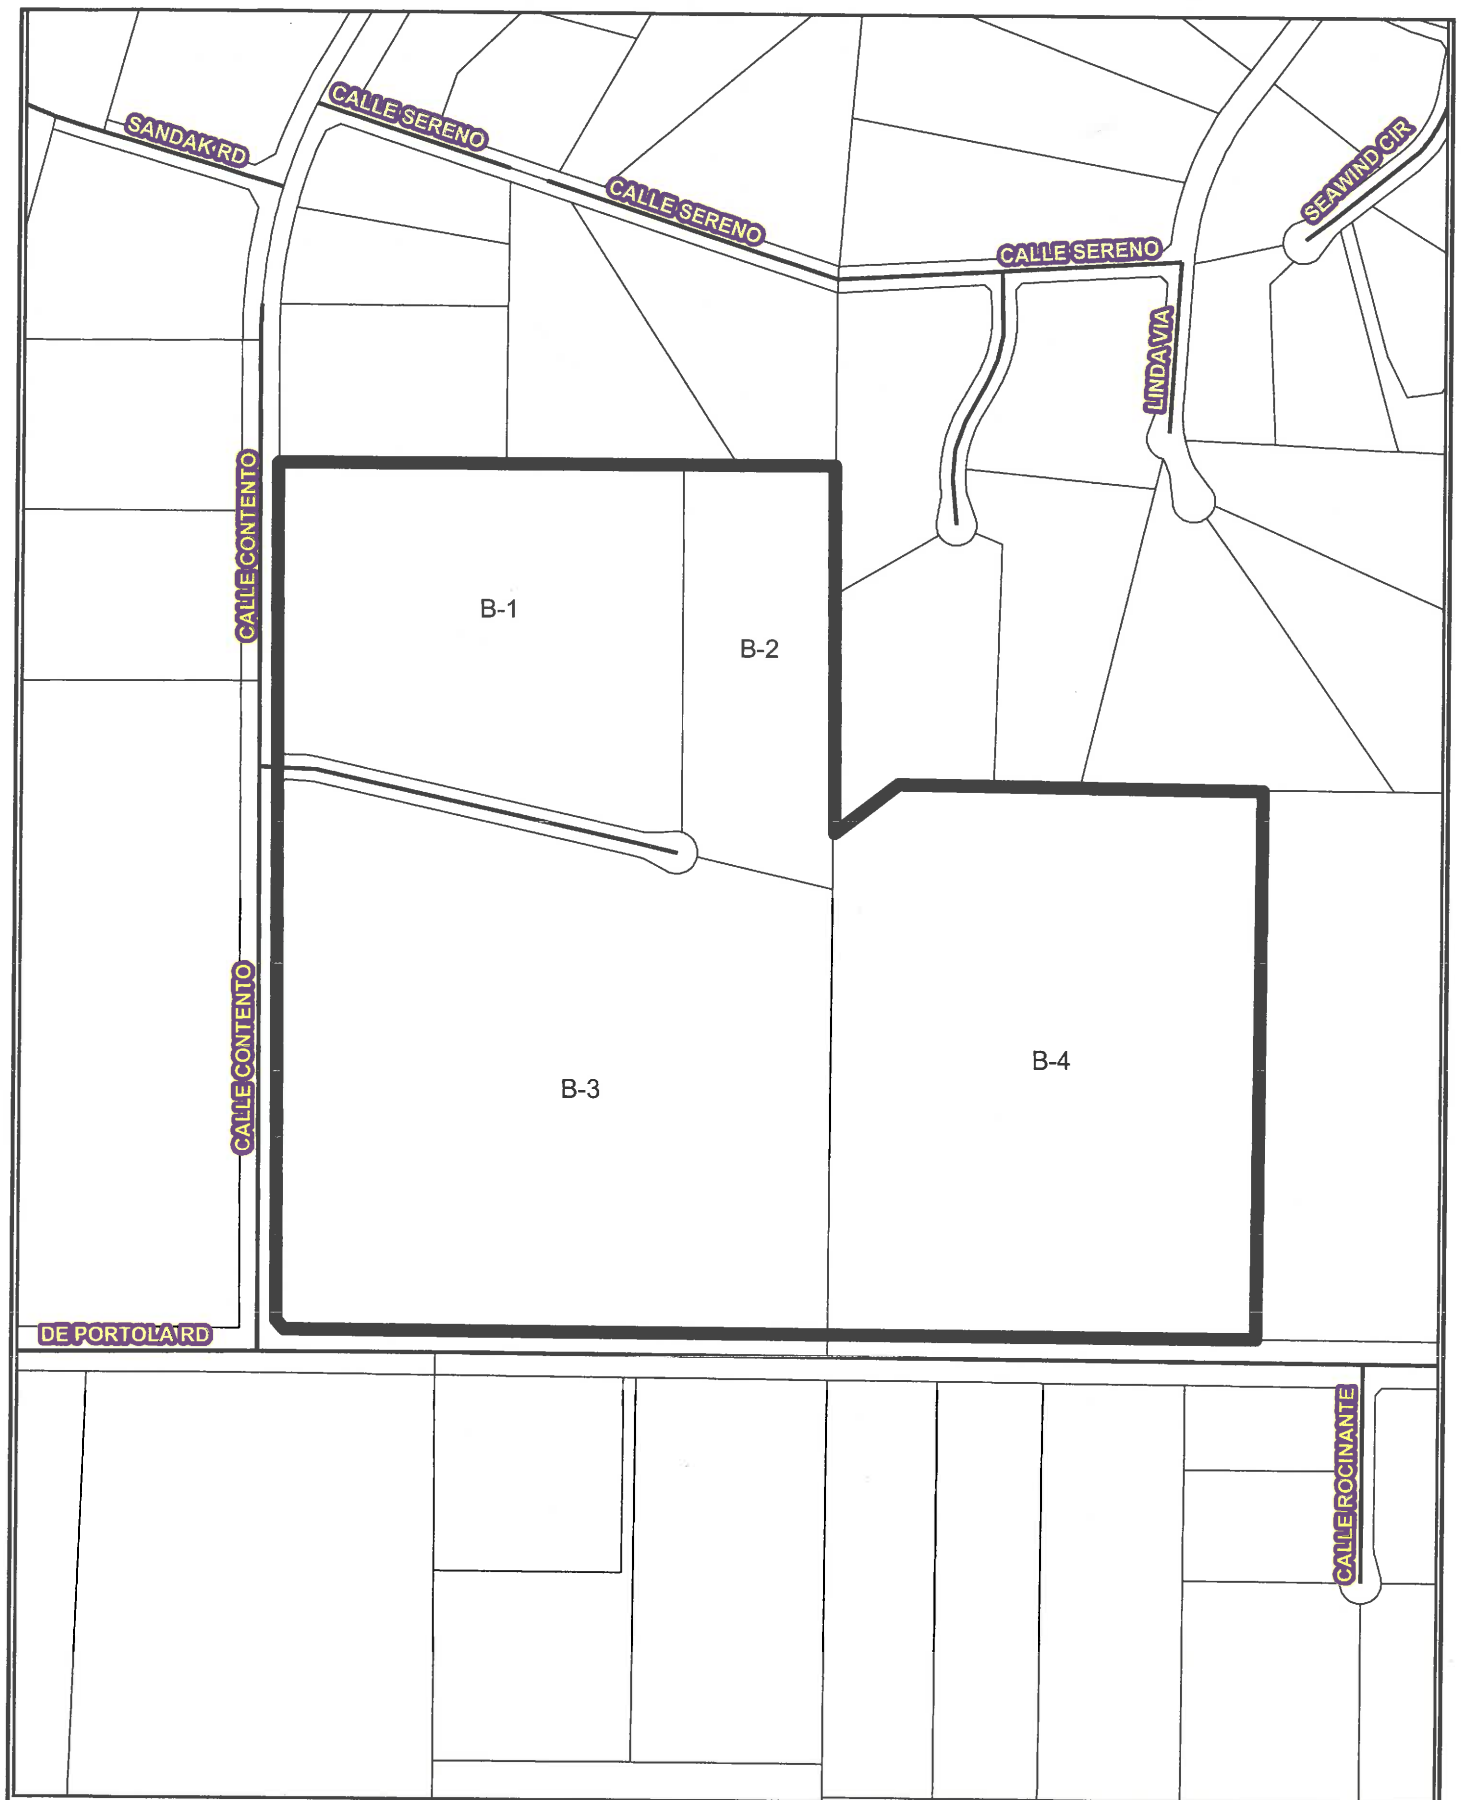 CALLE SERENO
SANDAK RD
SEAWIND CIR
CALLE SERENO
CALLE SERENO
LINDA VIA
CALLE CONTENTO
B-1
B-2
CALLE CONTENTO
B-4
B-3
DE PORTOLA RD
CALLE ROCINANTE